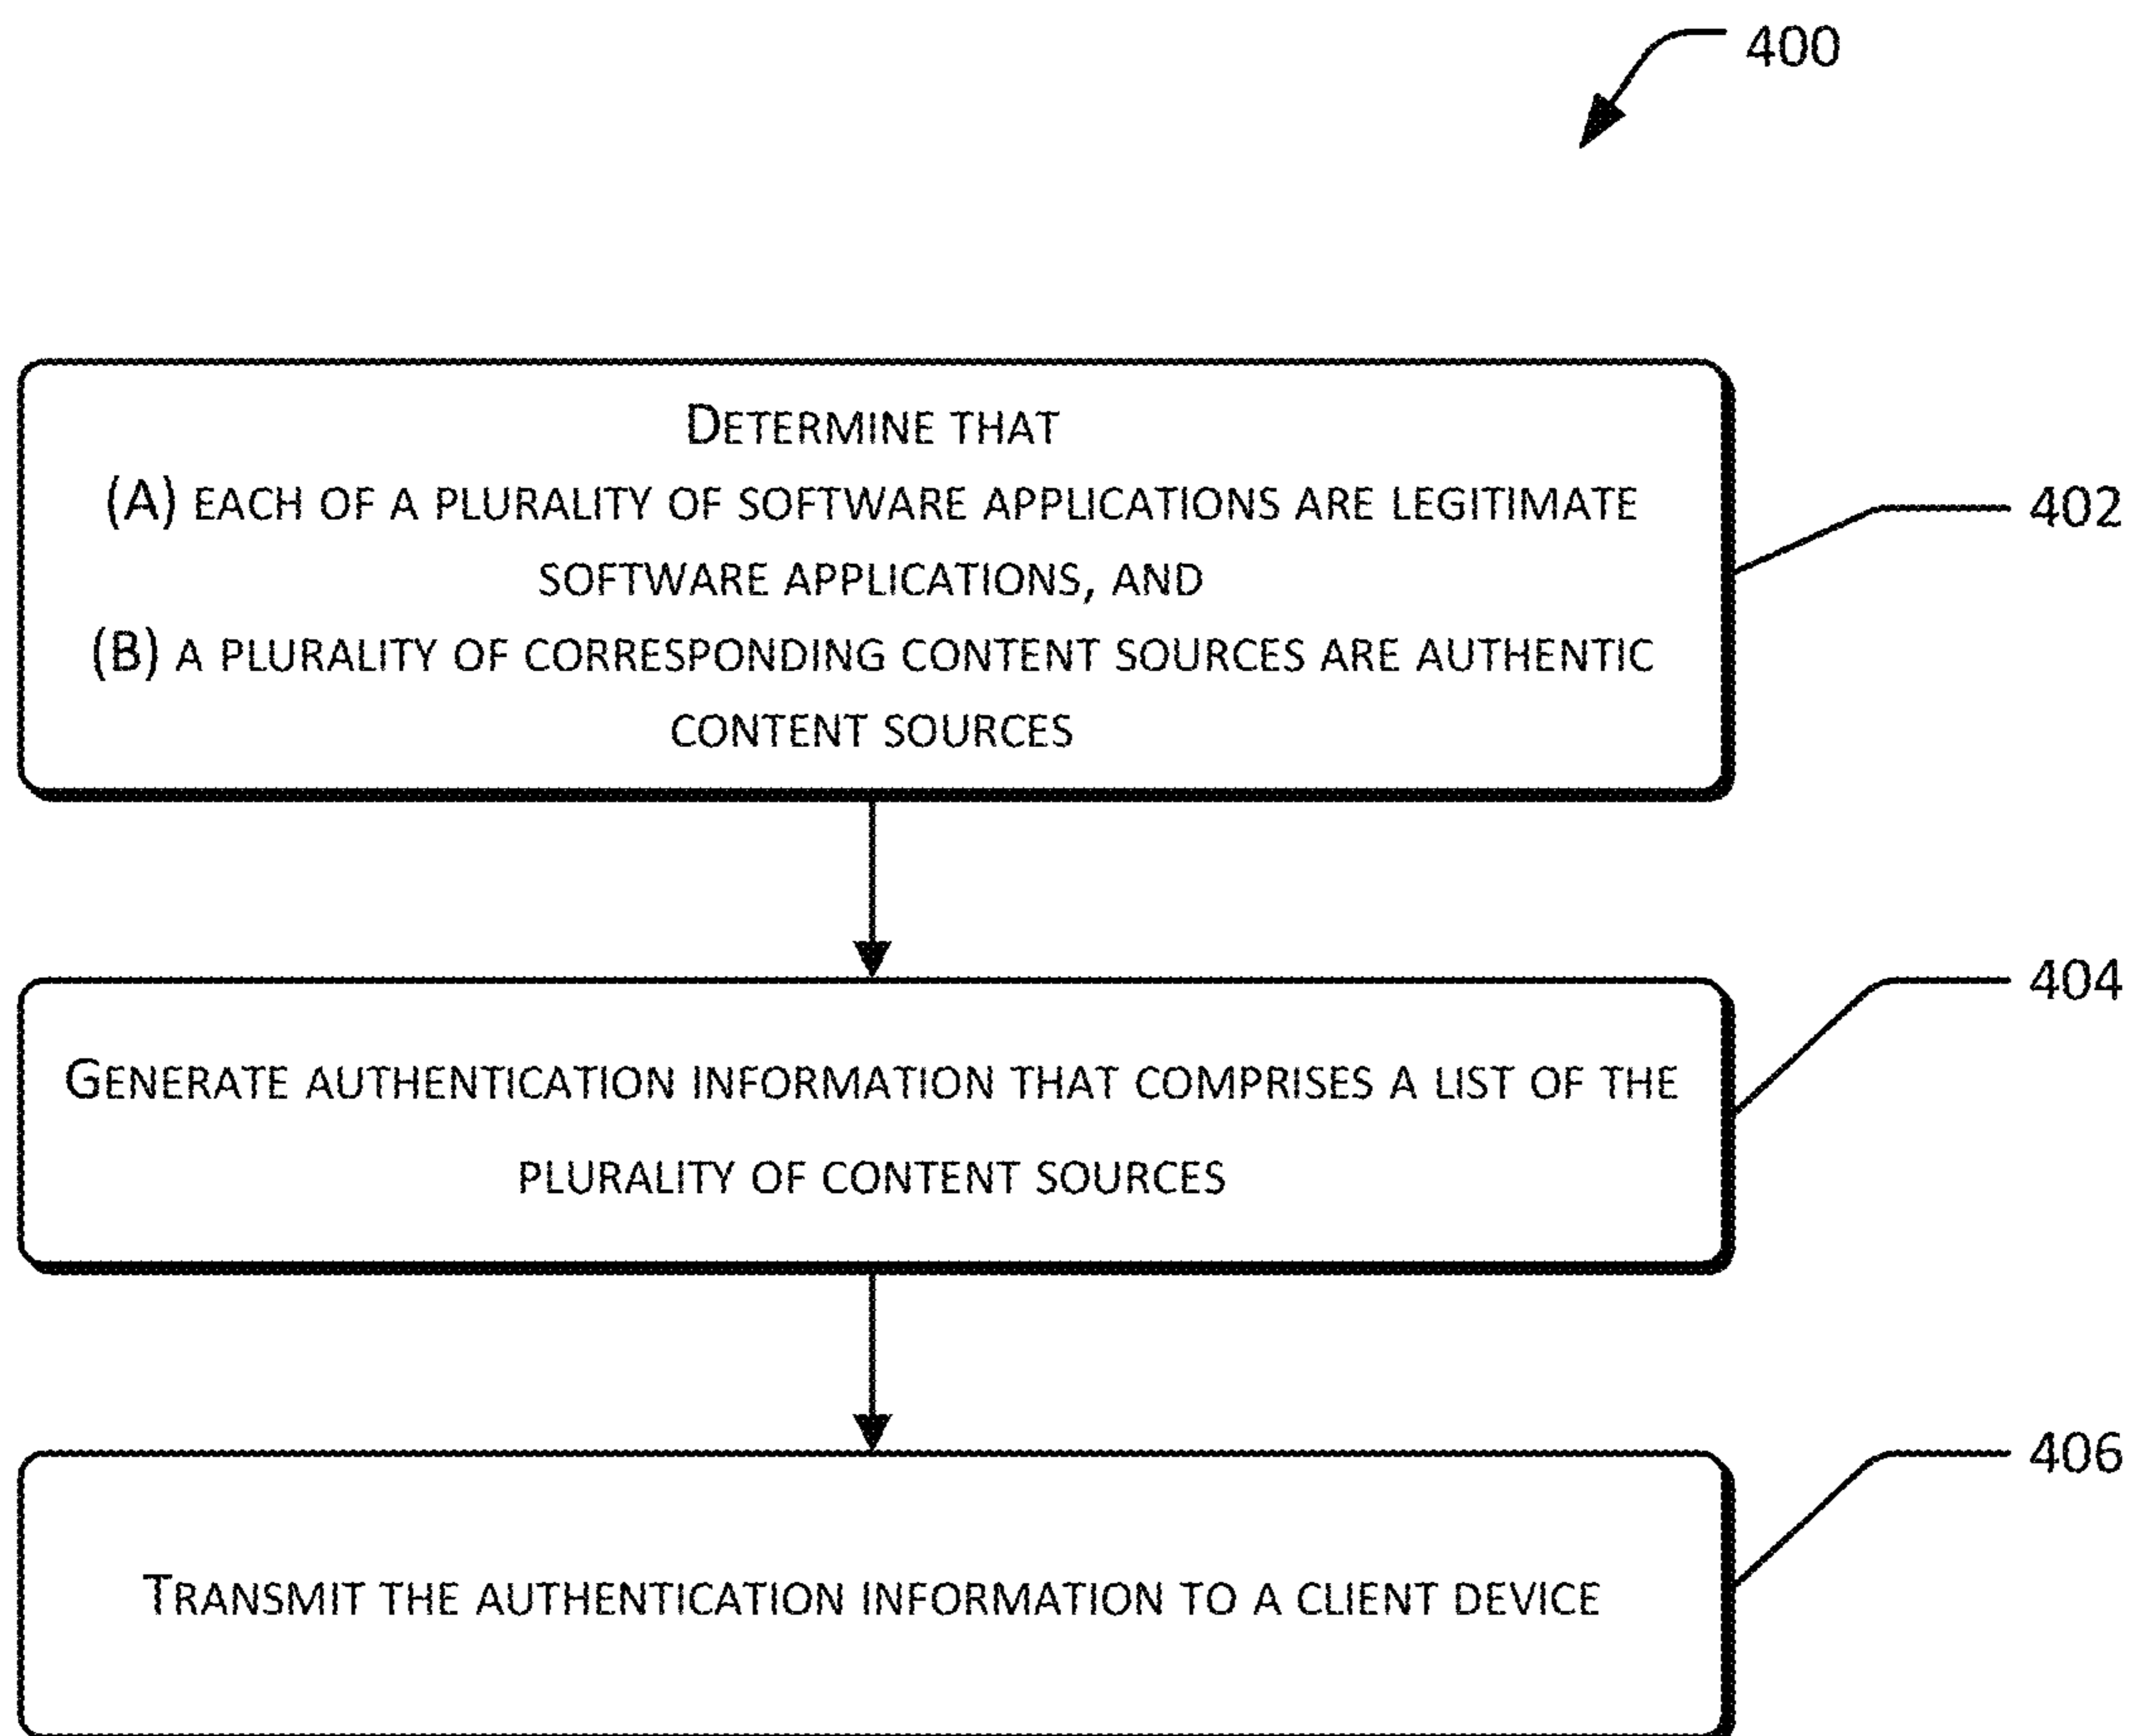 400
DETERMINE THAT
(A) EACH OF A PLURALITY OF SOFTWARE APPLICATIONS ARE LEGITIMATE
SOFTWARE APPLICATIONS, AND
(B) A PLURALITY OF CORRESPONDING CONTENT SOURCES ARE AUTHENTIC
CONTENT SOURCES
402
GENERATE AUTHENTICATION INFORMATION THAT COMPRISES A LIST OF THE
PLURALITY OF CONTENT SOURCES
404
TRANSMIT THE AUTHENTICATION INFORMATION TO A CLIENT DEVICE
406